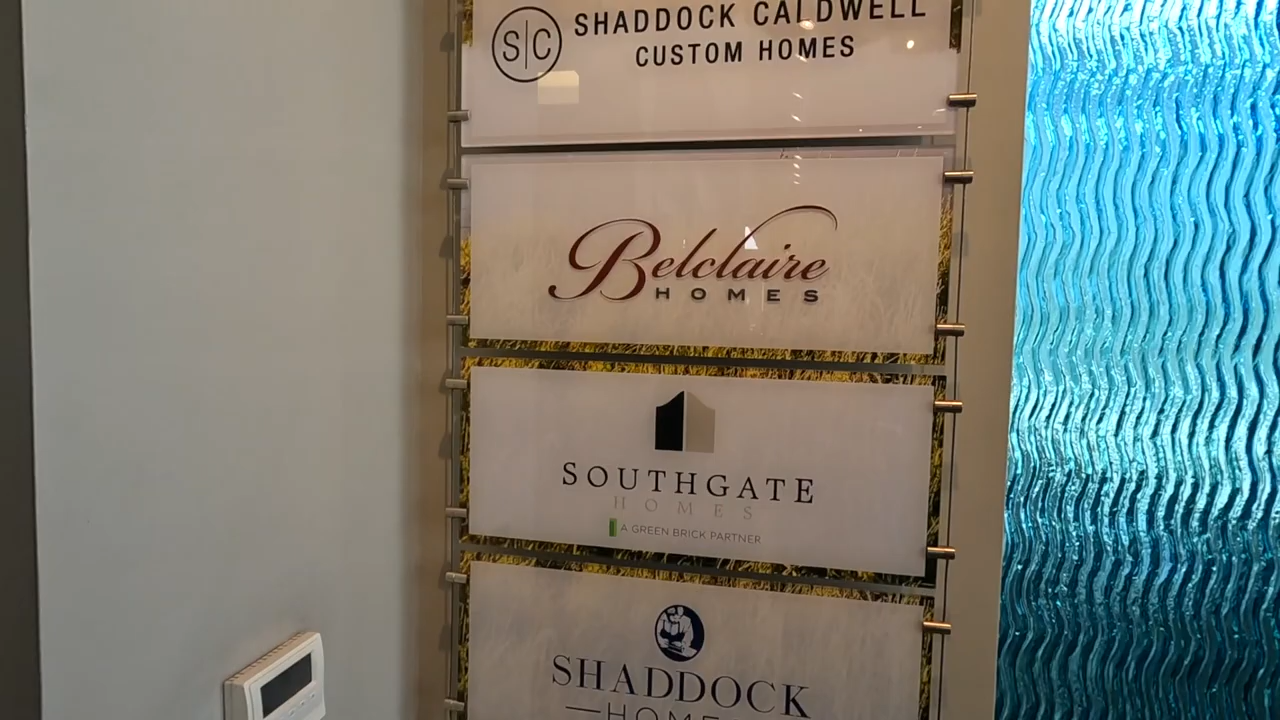 S|C
SHADDOCK CALDWELL
CUSTOM HOMES
Belclaire
HOMES
SOUTHGATE
HOMES
A GREEN BRICK PARTNER
SHADDOCK